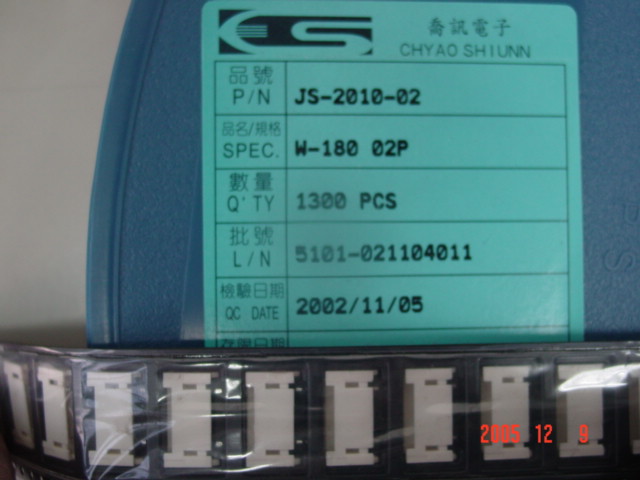 CS 喬訊電子
CHYAO SHIUNN
品號
P/N JS-2010-02
品名/規格
SPEC. W-180 02P
數量
Q'TY 1300 PCS
批號
L/N 5101-021104011
檢驗日期
QC DATE 2002/11/05
2005 12 9